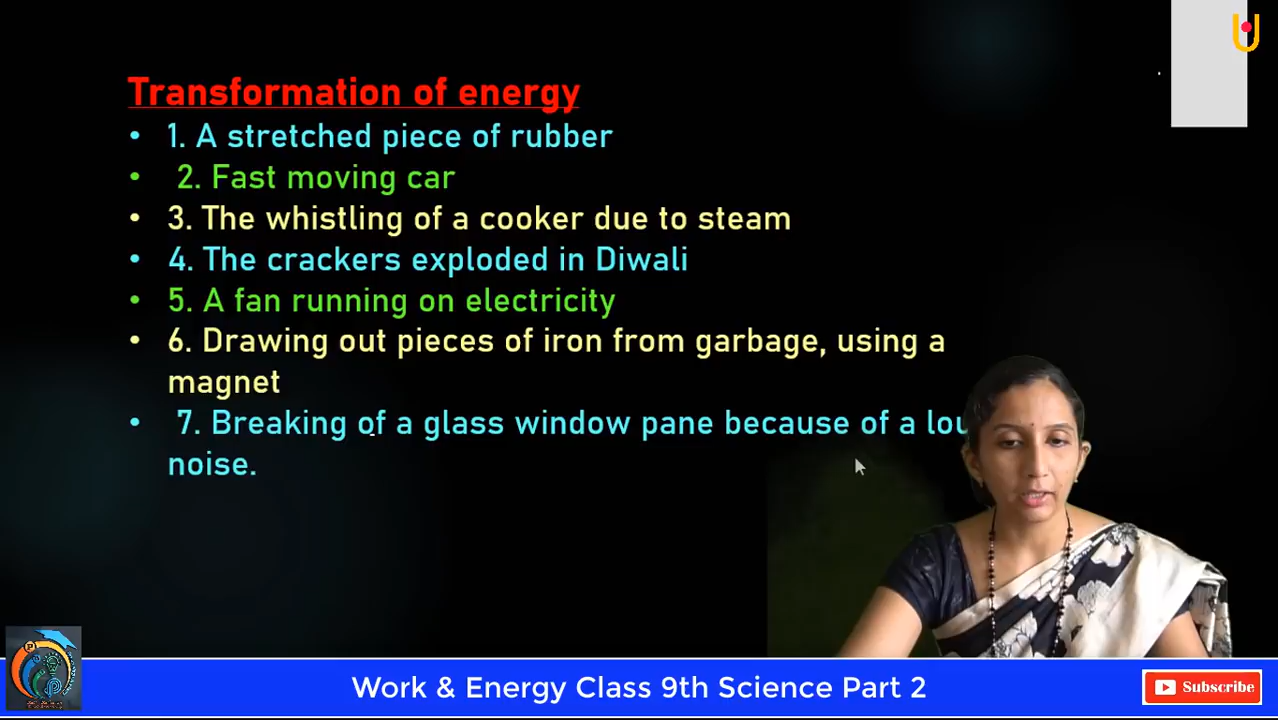 Transformation of energy
• 1. A stretched piece of rubber
• 2. Fast moving car
• 3. The whistling of a cooker due to steam
• 4. The crackers exploded in Diwali
• 5. A fan running on electricity
• 6. Drawing out pieces of iron from garbage, using a
magnet
• 7. Breaking of a glass window pane because of a
noise.
Work & Energy Class 9th Science Part 2
Subscribe